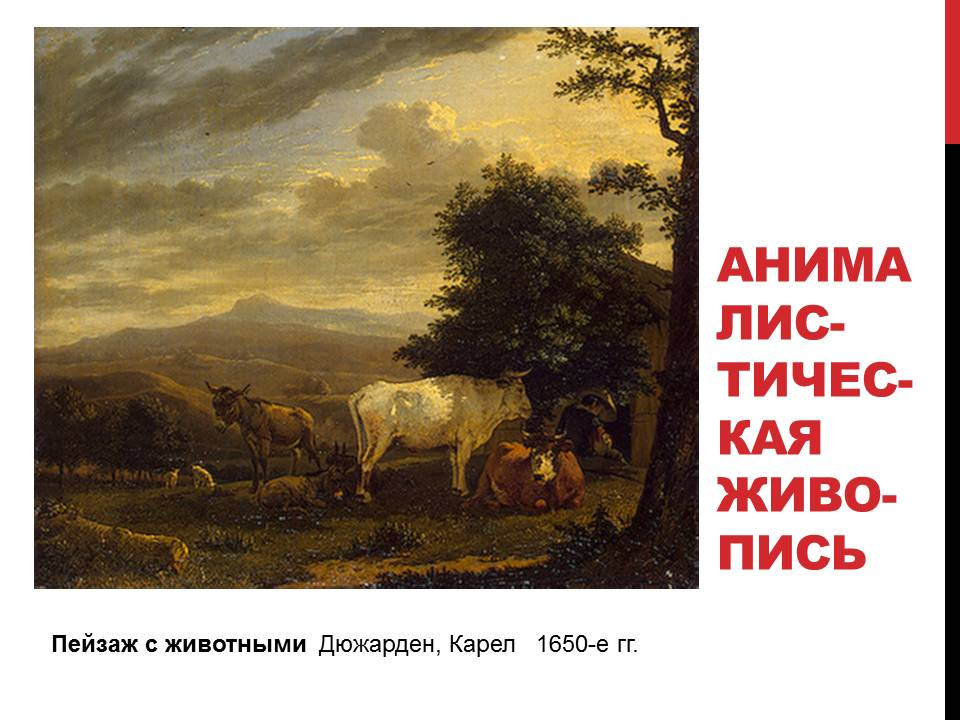 АНИМА
ЛИС-
ТИЧЕС-
КАЯ
ЖИВО-
ПИСЬ
Пейзаж с животными Дюжарден, Карел 1650-е гг.